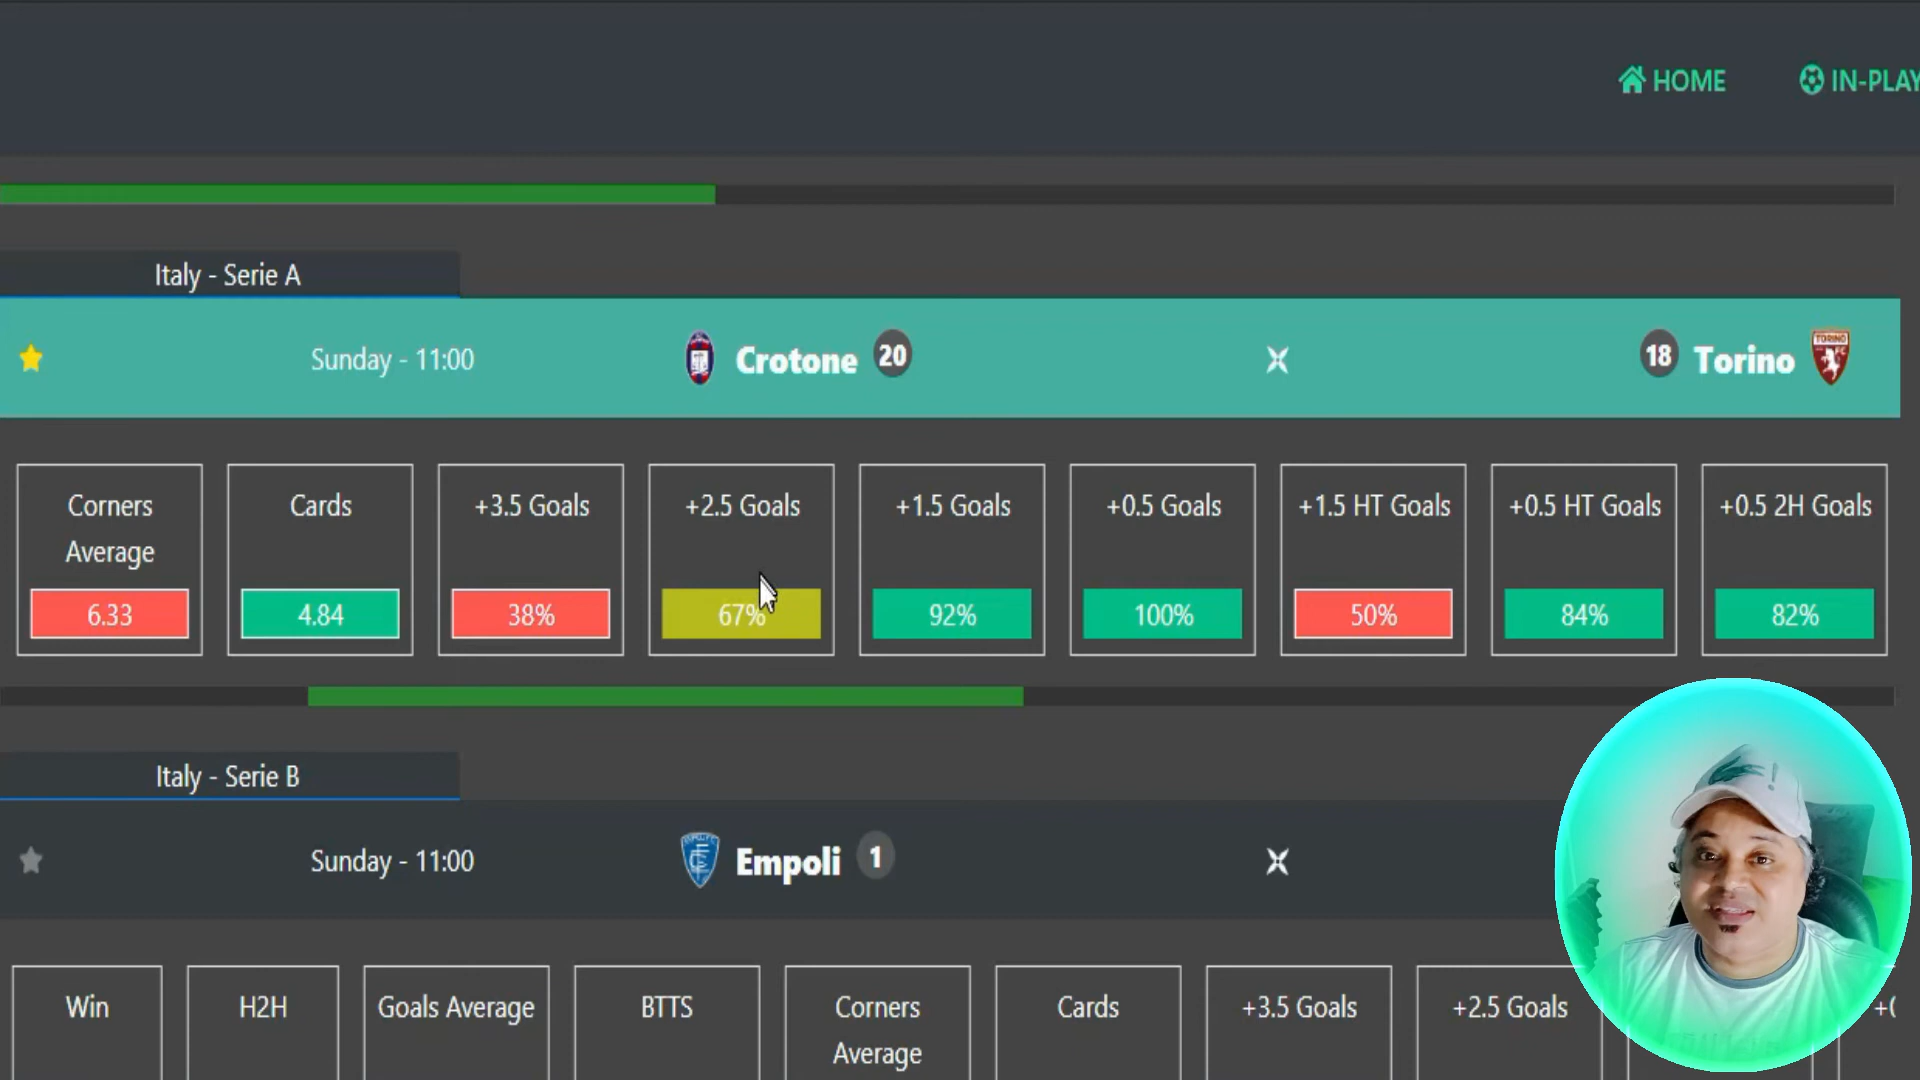 HOME
IN-PLAY
Italy - Serie A
Sunday - 11:00
Crotone 20
18 Torino
TORINO
Corners Average
Cards
+3.5 Goals
+2.5 Goals
+1.5 Goals
+0.5 Goals
+1.5 HT Goals
+0.5 HT Goals
+0.5 2H Goals
6.33
4.84
38%
67%
92%
100%
50%
84%
82%
Italy - Serie B
Sunday - 11:00
Empoli 1
Win
H2H
Goals Average
BTTS
Corners Average
Cards
+3.5 Goals
+2.5 Goals